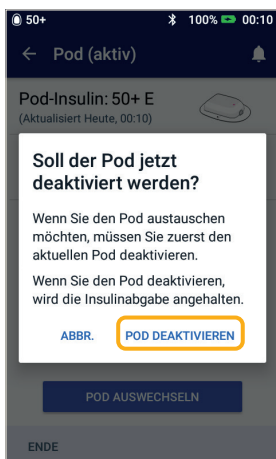 50+ 100% 00:10
Pod (aktiv)
Pod-Insulin: 50+ E
(Aktualisiert Heute, 00:10)
Soll der Pod jetzt
deaktiviert werden?
Wenn Sie den Pod austauschen
möchten, müssen Sie zuerst den
aktuellen Pod deaktivieren.
Wenn Sie den Pod deaktivieren,
wird die Insulinabgabe angehalten.
ABBR. POD DEAKTIVIEREN
POD AUSWECHSELN
ENDE